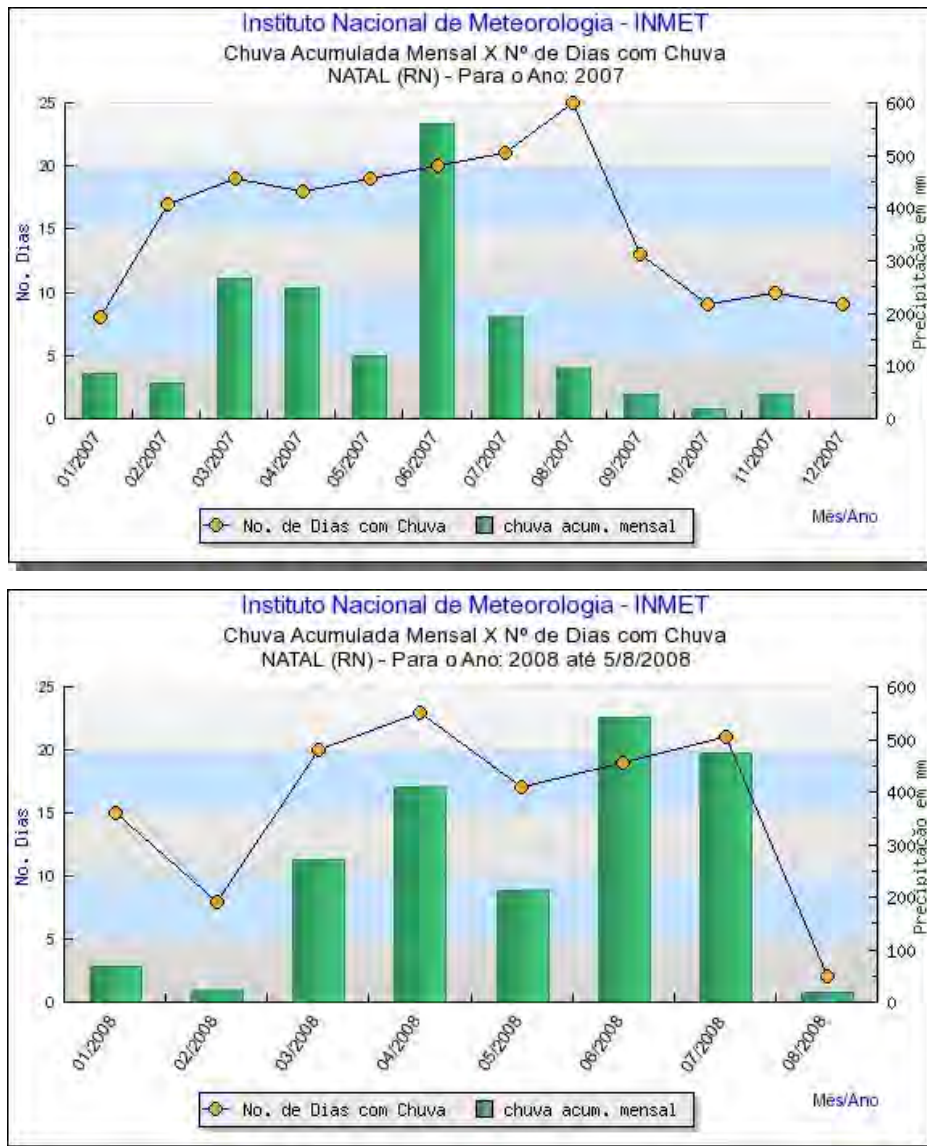 Instituto Nacional de Meteorologia - INMET
Chuva Acumulada Mensal X Nº de Dias com Chuva
NATAL (RN) - Para o Ano: 2007
No. Dias
25
20
15
10
5
0
Precipitação em mm
600
500
400
300
200
100
0
01/2007
02/2007
03/2007
04/2007
05/2007
06/2007
07/2007
08/2007
09/2007
10/2007
11/2007
12/2007
Mês/Ano
No. de Dias com Chuva
chuva acum. mensal
Instituto Nacional de Meteorologia - INMET
Chuva Acumulada Mensal X Nº de Dias com Chuva
NATAL (RN) - Para o Ano: 2008 até 5/8/2008
No. Dias
25
20
15
10
5
0
Precipitação em mm
600
500
400
300
200
100
0
01/2008
02/2008
03/2008
04/2008
05/2008
06/2008
07/2008
08/2008
Mês/Ano
No. de Dias com Chuva
chuva acum. mensal